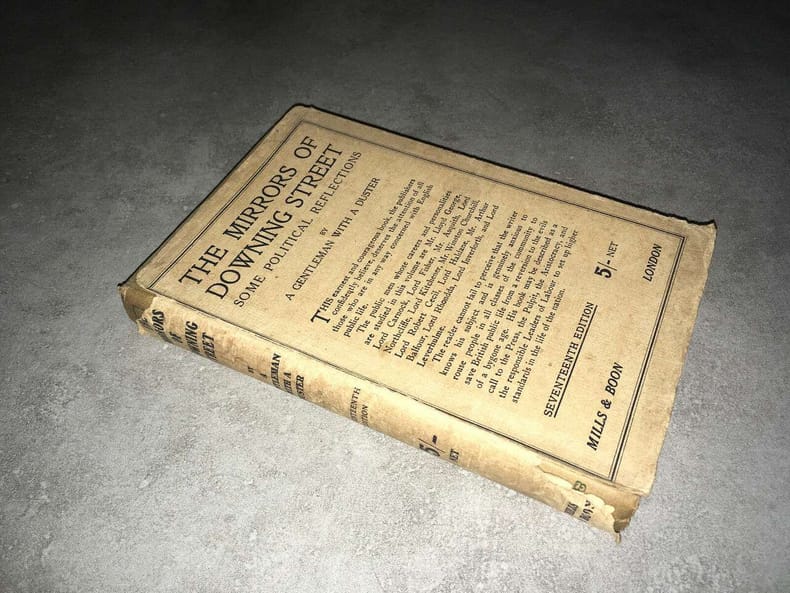 THE MIRRORS OF
DOWNING STREET
SOME POLITICAL REFLECTIONS
BY
A GENTLEMAN WITH A DUSTER
THIS earnest and courageous book, the publishers
confidently believe, deserves the attention of all
those who are in any way concerned with English
public life.
The public men whose careers and personalities
are studied in this volume are Mr. Lloyd George,
Lord Carnock, Lord Fisher, Mr. Asquith, Lord
Northcliffe, Lord Kitchener, Mr. Winston Churchill,
Lord Robert Cecil, Lord Haldane, Mr. Arthur
Balfour, Lord Rhondda, Lord Inverforth, and Lord
Leverhulme.
The reader cannot fail to perceive that the writer
knows his subject and is genuinely anxious to
rouse people in all classes of the community to
save British public life from a reversion to the evils
of a bygone age. His book may be described as a
call to the Press, the Pulpit, the Aristocracy, and
the responsible Leaders of Labour to set up higher
standards in the life of the nation.
SEVENTEENTH EDITION
5/- NET
MILLS & BOON
LONDON
OF
STREET
BY
A
WITH A
5/-
NET